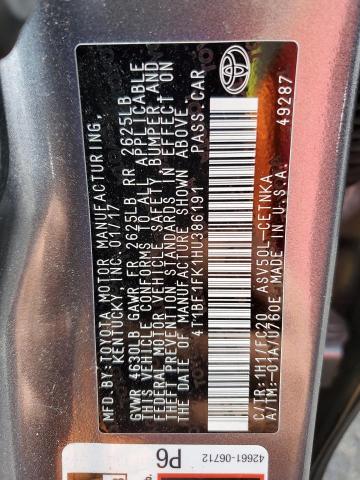 MFD. BY: TOYOTA MOTOR MANUFACTURING,
KENTUCKY, INC. 01/17
GVWR 4630LB GAWR FR 2625LB RR 2625LB
THIS VEHICLE CONFORMS TO ALL APPLICABLE
FEDERAL MOTOR VEHICLE SAFETY, BUMPER, AND
THEFT PREVENTION STANDARDS IN EFFECT ON
THE DATE OF MANUFACTURE SHOWN ABOVE.
4T1BF1FK1HU386191 PASS.CAR
C/TR:1H1/FC20 ASV50L-CETNKA
A/TM:-01A/U760E MADE IN U.S.A.
49287
TOYOTA
42661-06712
P6